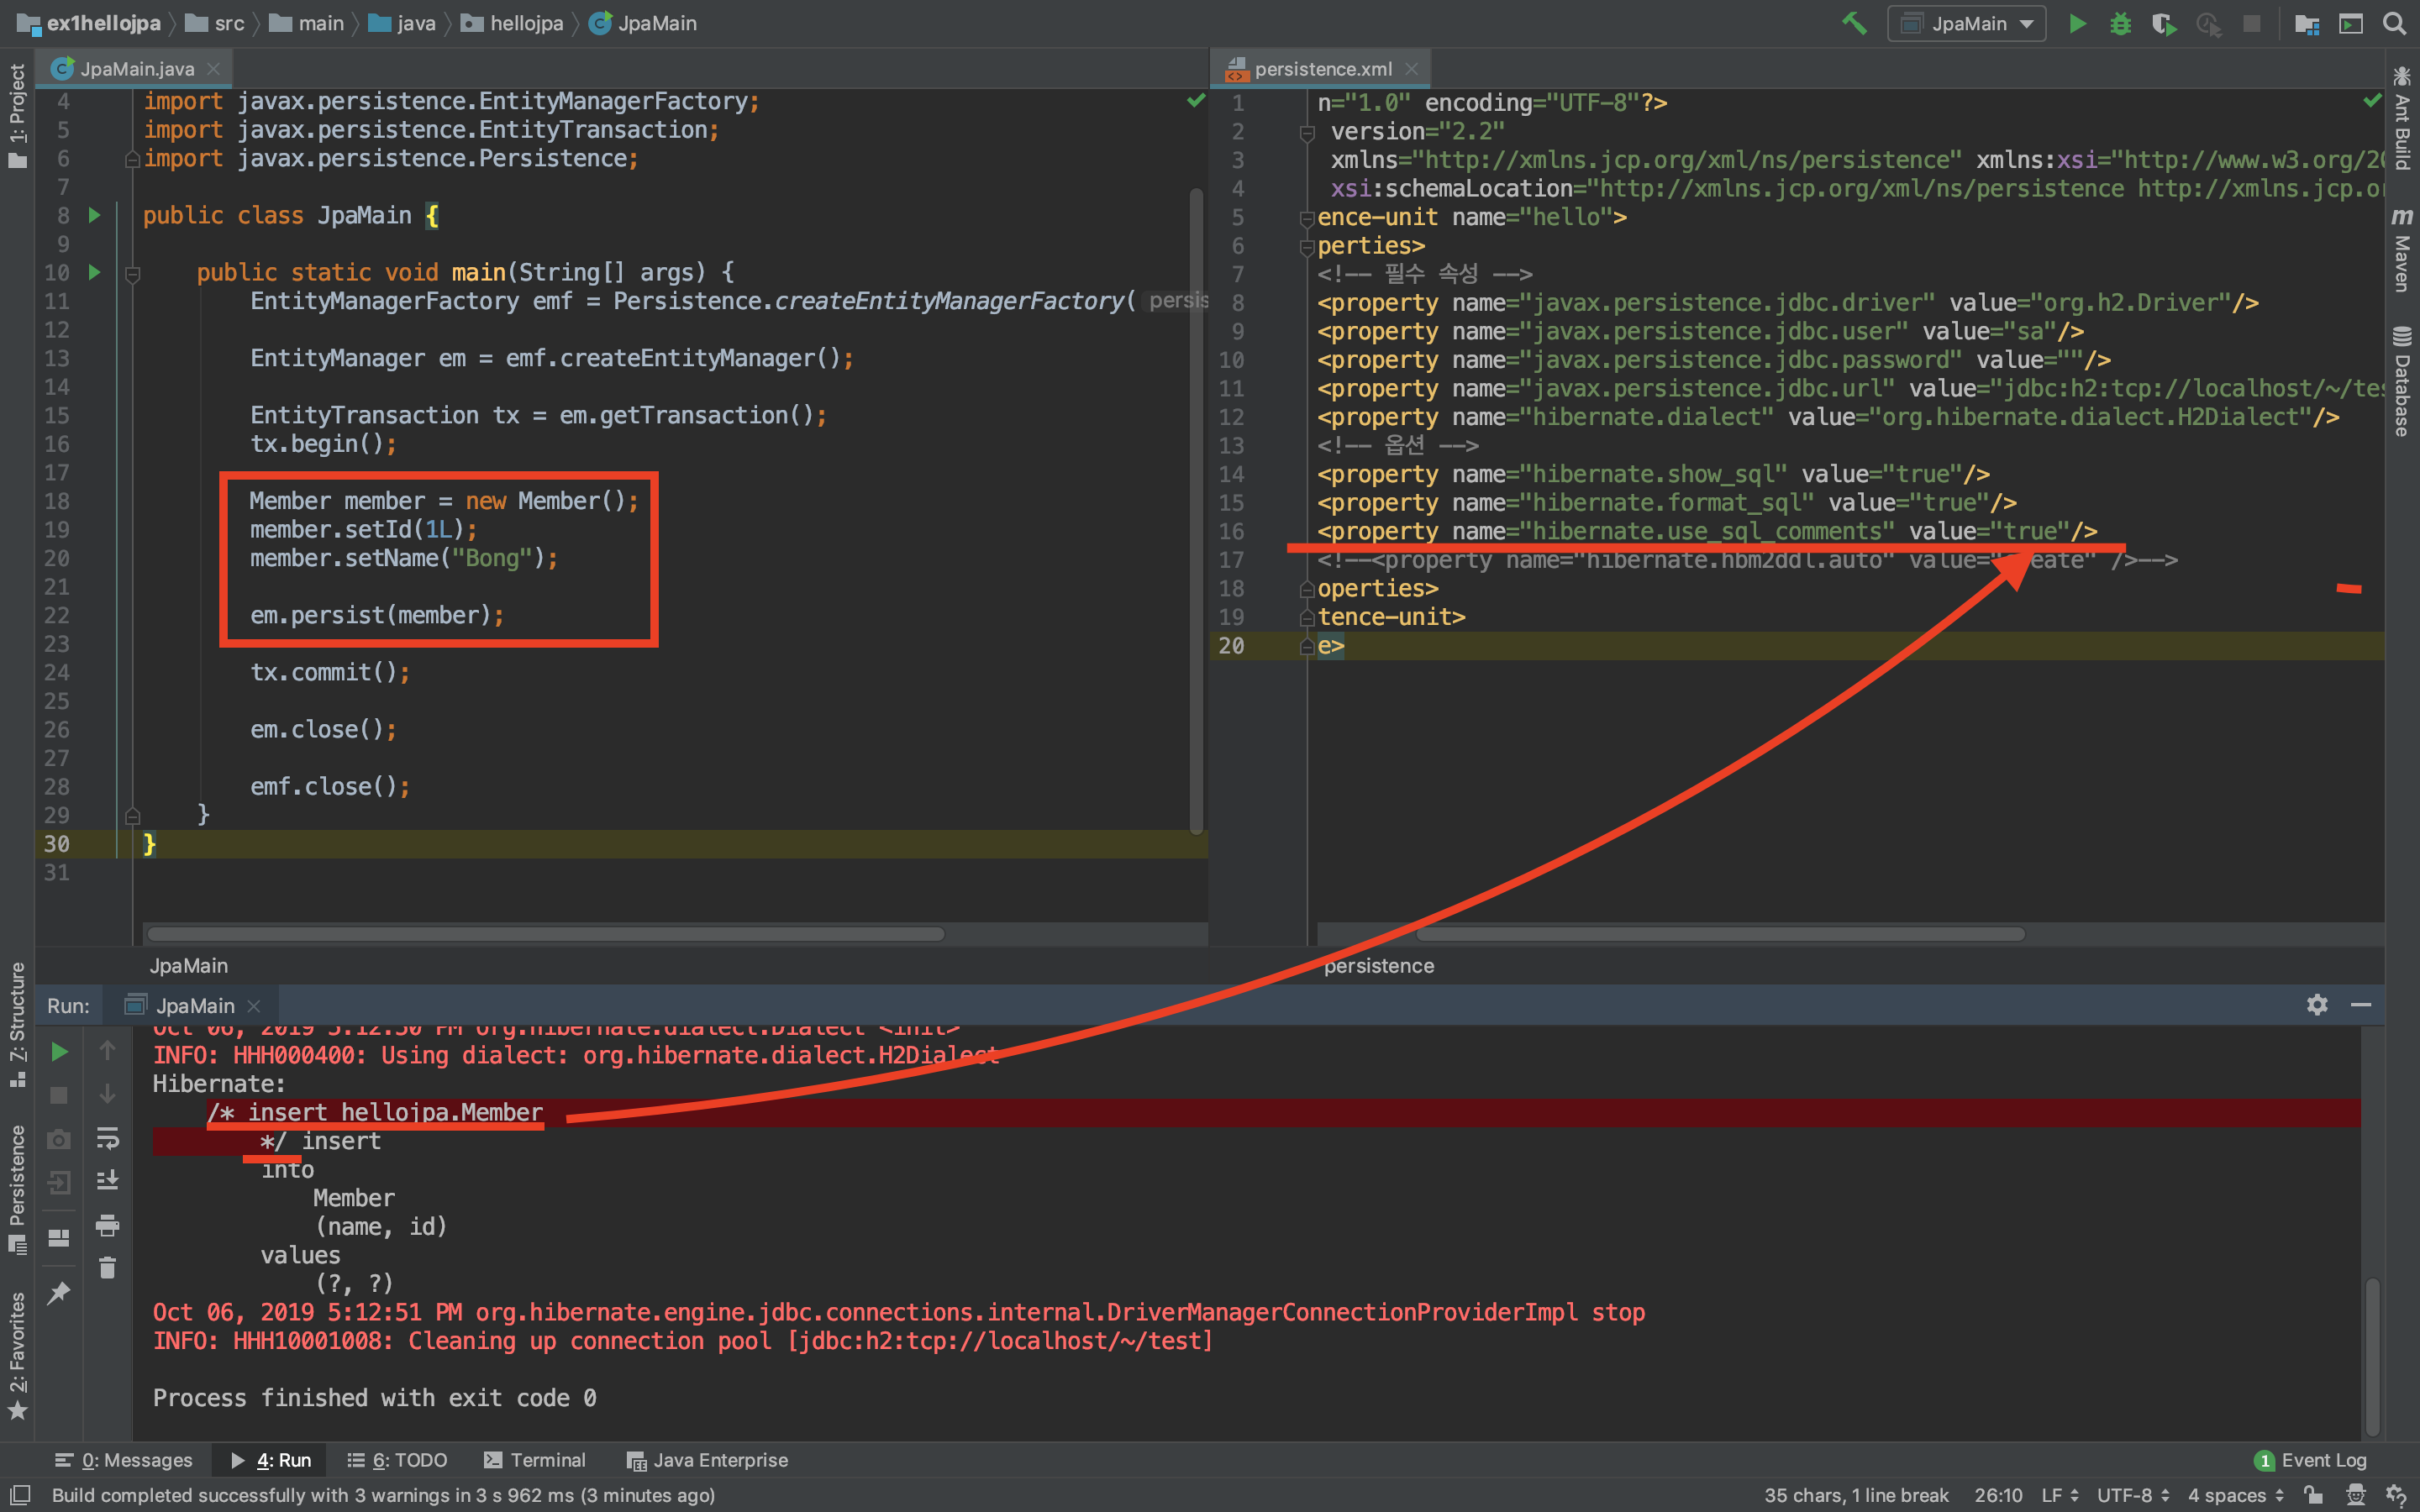 ex1hellojpa src main java hellojpa JpaMain
JpaMain
1: Project
7: Structure
Persistence
2: Favorites
JpaMain.java
4 import javax.persistence.EntityManagerFactory;
5 import javax.persistence.EntityTransaction;
6 import javax.persistence.Persistence;
7
8 public class JpaMain {
9
10 public static void main(String[] args) {
11 EntityManagerFactory emf = Persistence.createEntityManagerFactory( persis
12
13 EntityManager em = emf.createEntityManager();
14
15 EntityTransaction tx = em.getTransaction();
16 tx.begin();
17
18 Member member = new Member();
19 member.setId(1L);
20 member.setName("Bong");
21
22 em.persist(member);
23
24 tx.commit();
25
26 em.close();
27
28 emf.close();
29 }
30 }
31
JpaMain
persistence.xml
1 n="1.0" encoding="UTF-8"?>
2 version="2.2"
3 xmlns="http://xmlns.jcp.org/xml/ns/persistence" xmlns:xsi="http://www.w3.org/20
4 xsi:schemaLocation="http://xmlns.jcp.org/xml/ns/persistence http://xmlns.jcp.or
5 ence-unit name="hello">
6 perties>
7 <!-- 필수 속성 -->
8 <property name="javax.persistence.jdbc.driver" value="org.h2.Driver"/>
9 <property name="javax.persistence.jdbc.user" value="sa"/>
10 <property name="javax.persistence.jdbc.password" value=""/>
11 <property name="javax.persistence.jdbc.url" value="jdbc:h2:tcp://localhost/~/tes
12 <property name="hibernate.dialect" value="org.hibernate.dialect.H2Dialect"/>
13 <!-- 옵션 -->
14 <property name="hibernate.show_sql" value="true"/>
15 <property name="hibernate.format_sql" value="true"/>
16 <property name="hibernate.use_sql_comments" value="true"/>
17 <!--<property name="hibernate.hbm2ddl.auto" value="create" />-->
18 operties>
19 tence-unit>
20 e>
persistence
Ant Build
Maven
Database
Run: JpaMain
Oct 06, 2019 5:12:50 PM org.hibernate.dialect.Dialect <init>
INFO: HHH000400: Using dialect: org.hibernate.dialect.H2Dialect
Hibernate:
/* insert hellojpa.Member
*/ insert
into
Member
(name, id)
values
(?, ?)
Oct 06, 2019 5:12:51 PM org.hibernate.engine.jdbc.connections.internal.DriverManagerConnectionProviderImpl stop
INFO: HHH10001008: Cleaning up connection pool [jdbc:h2:tcp://localhost/~/test]
Process finished with exit code 0
0: Messages 4: Run 6: TODO Terminal Java Enterprise 1 Event Log
Build completed successfully with 3 warnings in 3 s 962 ms (3 minutes ago) 35 chars, 1 line break 26:10 LF UTF-8 4 spaces